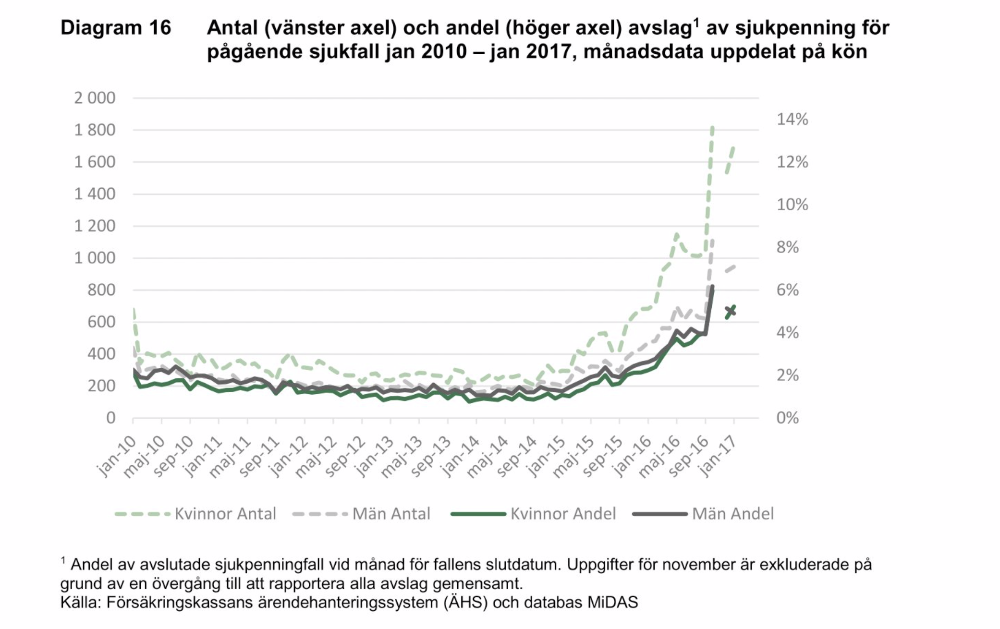 Diagram 16 Antal (vänster axel) och andel (höger axel) avslag¹ av sjukpenning för
pågående sjukfall jan 2010 – jan 2017, månadsdata uppdelat på kön
2 000
1 800
1 600
1 400
1 200
1 000
800
600
400
200
0
14%
12%
10%
8%
6%
4%
2%
0%
jan-10
maj-10
sep-10
jan-11
maj-11
sep-11
jan-12
maj-12
sep-12
jan-13
maj-13
sep-13
jan-14
maj-14
sep-14
jan-15
maj-15
sep-15
jan-16
maj-16
sep-16
jan-17
Kvinnor Antal
Män Antal
Kvinnor Andel
Män Andel
¹ Andel av avslutade sjukpenningfall vid månad för fallens slutdatum. Uppgifter för november är exkluderade på
grund av en övergång till att rapportera alla avslag gemensamt.
Källa: Försäkringskassans ärendehanteringssystem (ÄHS) och databas MiDAS